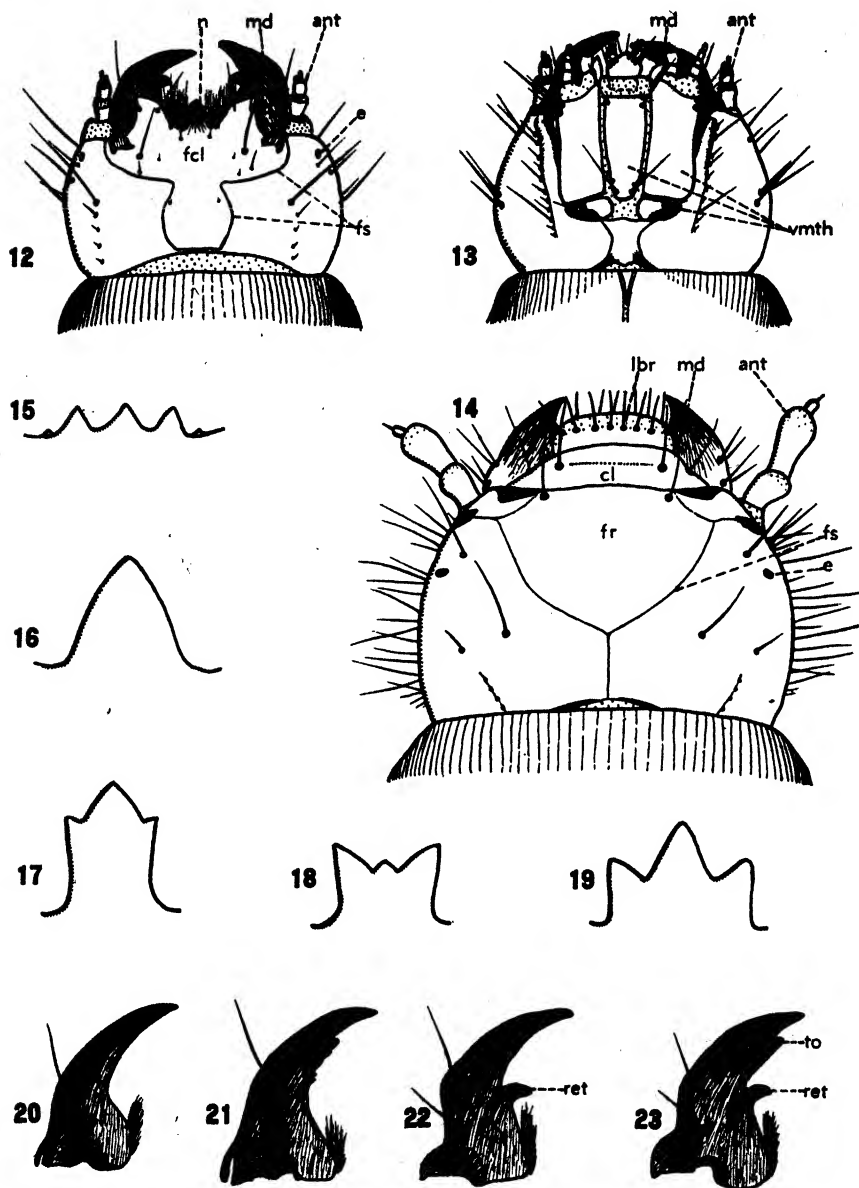 n md ant
md ant
e
fcl
fs
12
13
vmth
lbr md ant
14
15
cl
fr
fs
e
16
17
18
19
to
ret
ret
20
21
22
23